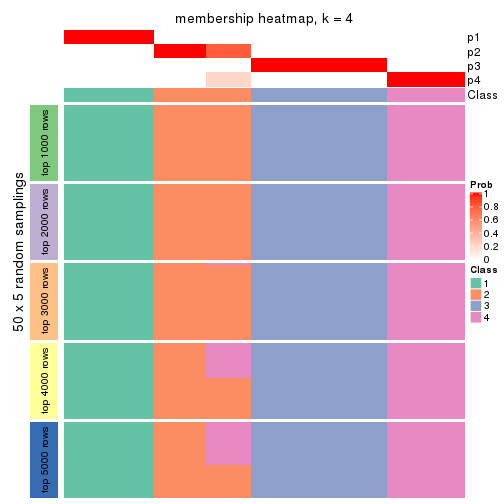 membership heatmap, k = 4
p1
p2
p3
p4
Class
50 x 5 random samplings
top 1000 rows
top 2000 rows
top 3000 rows
top 4000 rows
top 5000 rows
Prob
1
0.8
0.6
0.4
0.2
0
Class
1
2
3
4